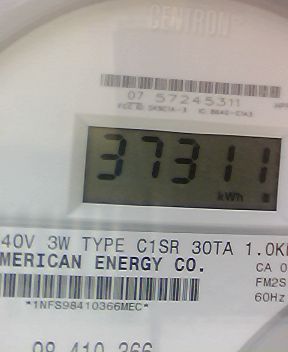 CENTRON
07 57245311
37311
kWh
40V 3W TYPE C1SR 30TA 1.0K
MERICAN ENERGY CO.
CA 0
FM2S
60Hz
*1NFS98410366MEC*
98 410 366